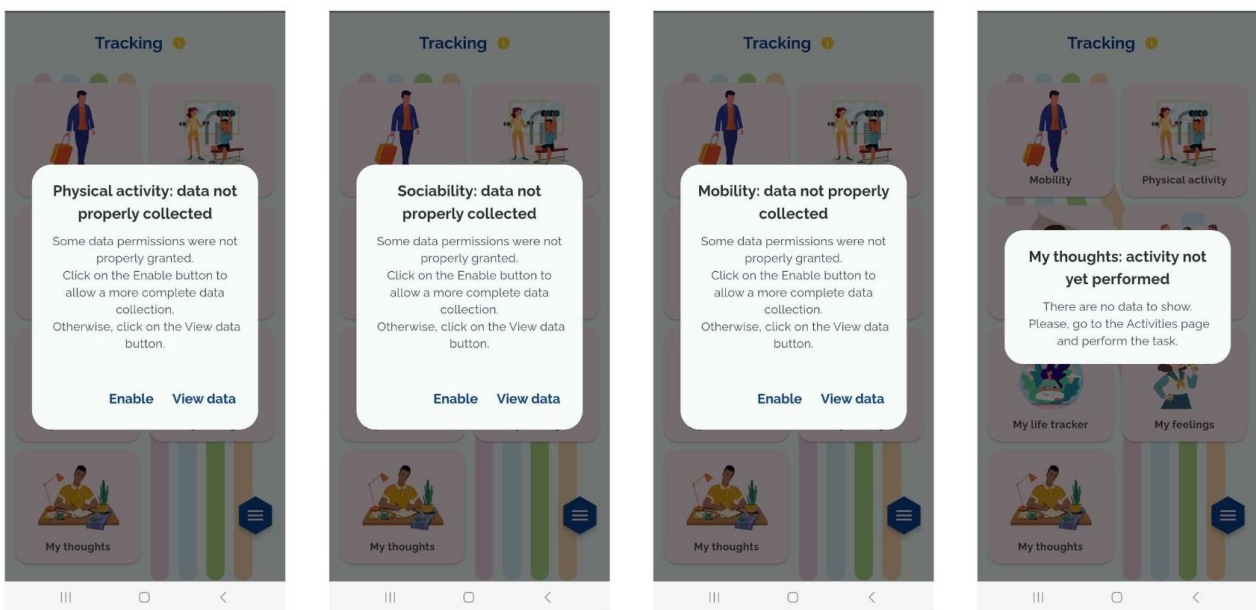 Tracking
Physical activity: data not
properly collected
Some data permissions were not
properly granted.
Click on the Enable button to
allow a more complete data
collection.
Otherwise, click on the View data
button.
Enable View data
My thoughts
Tracking
Sociability: data not
properly collected
Some data permissions were not
properly granted.
Click on the Enable button to
allow a more complete data
collection.
Otherwise, click on the View data
button.
Enable View data
My thoughts
Tracking
Mobility: data not properly
collected
Some data permissions were not
properly granted.
Click on the Enable button to
allow a more complete data
collection.
Otherwise, click on the View data
button.
Enable View data
My thoughts
Tracking
Mobility Physical activity
My thoughts: activity not
yet performed
There are no data to show.
Please, go to the Activities page
and perform the task.
My life tracker My feelings
My thoughts